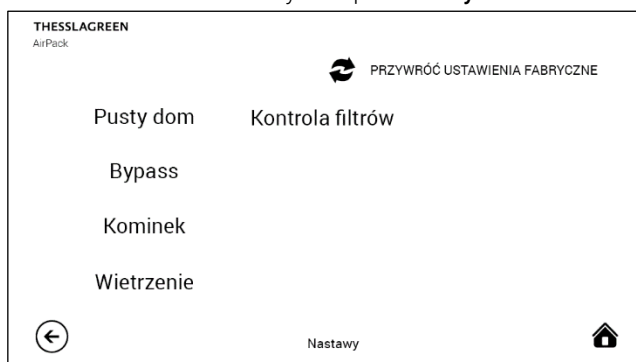 THESSLAGREEN
AirPack
PRZYWRÓĆ USTAWIENIA FABRYCZNE
Pusty dom Kontrola filtrów
Bypass
Kominek
Wietrzenie
Nastawy